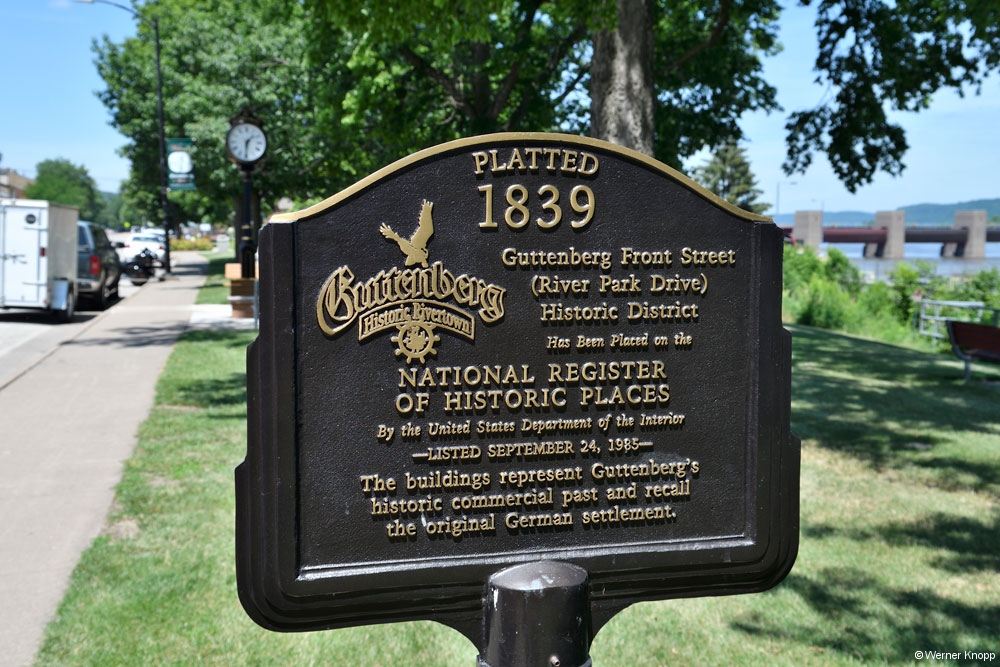 PLATTED
1839
Guttenberg
Historic Rivertown
Guttenberg Front Street
(River Park Drive)
Historic District
Has Been Placed on the
NATIONAL REGISTER
OF HISTORIC PLACES
By the United States Department of the Interior
—LISTED SEPTEMBER 24, 1985—
The buildings represent Guttenberg's
historic commercial past and recall
the original German settlement.
© Werner Knopp